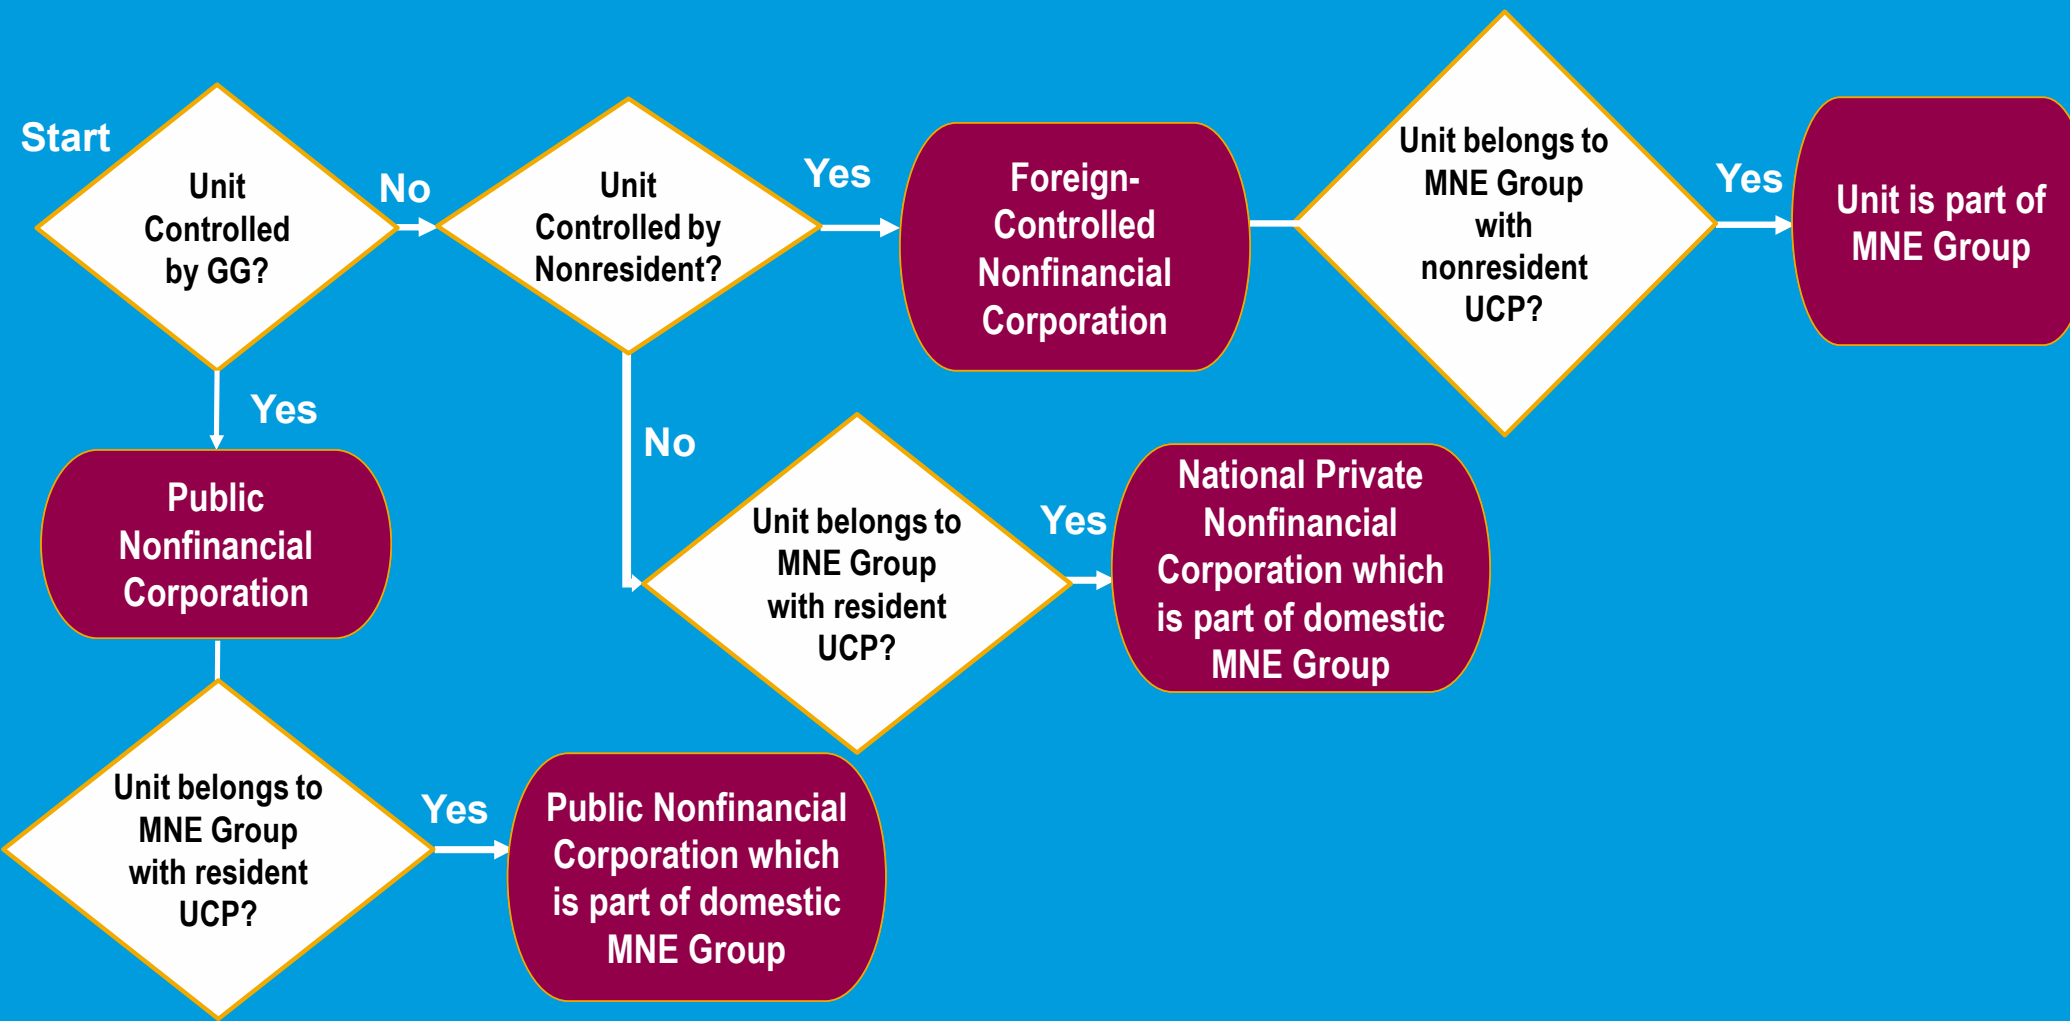 Start
Unit
Controlled
by GG?
No
Unit
Controlled by
Nonresident?
Yes
Foreign-
Controlled
Nonfinancial
Corporation
Unit belongs to
MNE Group
with
nonresident
UCP?
Yes
Unit is part of
MNE Group
Yes
Public
Nonfinancial
Corporation
No
Unit belongs to
MNE Group
with resident
UCP?
Yes
National Private
Nonfinancial
Corporation which
is part of domestic
MNE Group
Unit belongs to
MNE Group
with resident
UCP?
Yes
Public Nonfinancial
Corporation which
is part of domestic
MNE Group